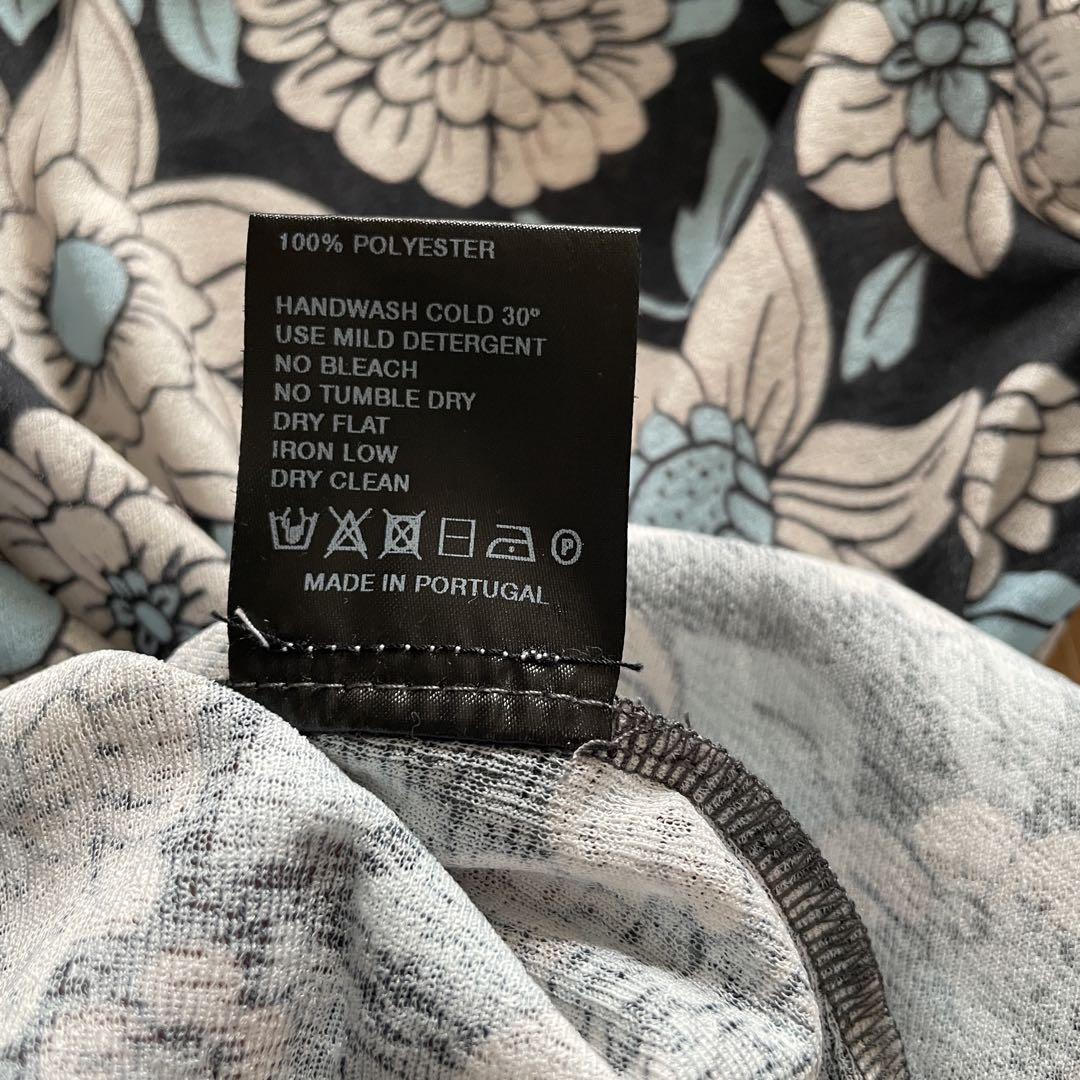 100% POLYESTER
HANDWASH COLD 30º
USE MILD DETERGENT
NO BLEACH
NO TUMBLE DRY
DRY FLAT
IRON LOW
DRY CLEAN
P
MADE IN PORTUGAL